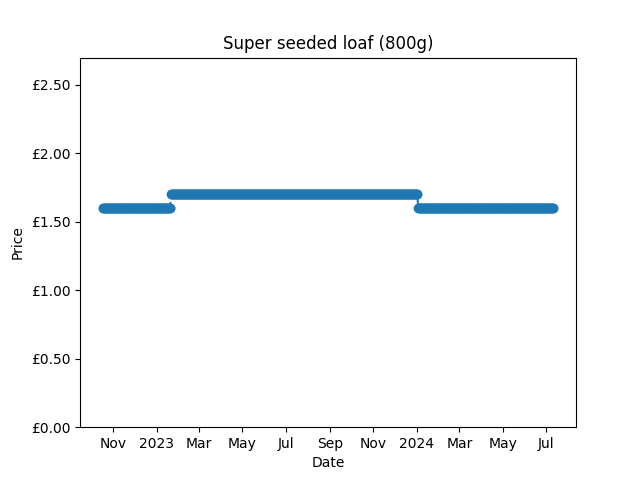 Super seeded loaf (800g)
£2.50
£2.00
£1.50
£1.00
£0.50
£0.00
Price
Nov 2023 Mar May Jul Sep Nov 2024 Mar May Jul
Date